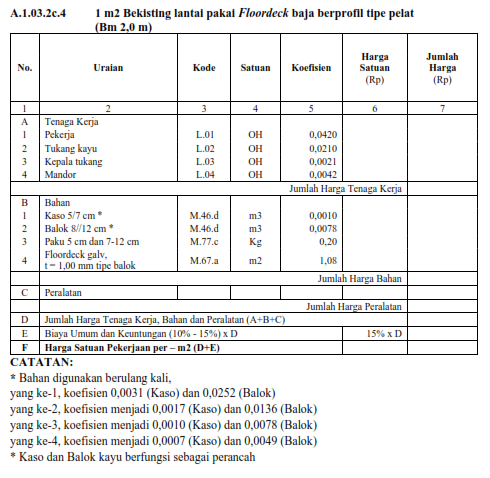 A.1.03.2c.4 1 m2 Bekisting lantai pakai Floordeck baja berprofil tipe pelat
(Bm 2,0 m)
No. Uraian Kode Satuan Koefisien Harga Satuan (Rp) Jumlah Harga (Rp)
1 2 3 4 5 6 7
A Tenaga Kerja
1 Pekerja L.01 OH 0,0420
2 Tukang kayu L.02 OH 0,0210
3 Kepala tukang L.03 OH 0,0021
4 Mandor L.04 OH 0,0042
Jumlah Harga Tenaga Kerja
B Bahan
1 Kaso 5/7 cm * M.46.d m3 0,0010
2 Balok 8//12 cm * M.46.d m3 0,0078
3 Paku 5 cm dan 7-12 cm M.77.c Kg 0,20
4 Floordeck galv, t = 1,00 mm tipe balok M.67.a m2 1,08
Jumlah Harga Bahan
C Peralatan
Jumlah Harga Peralatan
D Jumlah Harga Tenaga Kerja, Bahan dan Peralatan (A+B+C)
E Biaya Umum dan Keuntungan (10% - 15%) x D 15% x D
F Harga Satuan Pekerjaan per – m2 (D+E)
CATATAN:
* Bahan digunakan berulang kali,
yang ke-1, koefisien 0,0031 (Kaso) dan 0,0252 (Balok)
yang ke-2, koefisien menjadi 0,0017 (Kaso) dan 0,0136 (Balok)
yang ke-3, koefisien menjadi 0,0010 (Kaso) dan 0,0078 (Balok)
yang ke-4, koefisien menjadi 0,0007 (Kaso) dan 0,0049 (Balok)
* Kaso dan Balok kayu berfungsi sebagai perancah